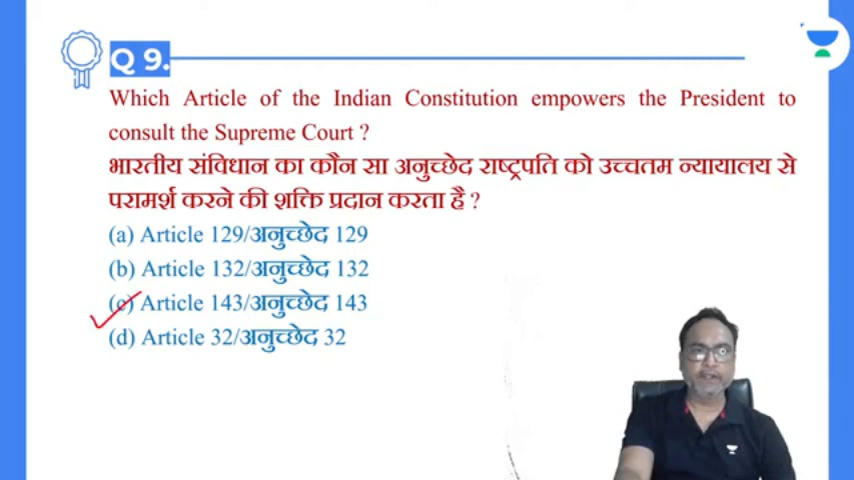 Q 9.
Which Article of the Indian Constitution empowers the President to
consult the Supreme Court ?
भारतीय संविधान का कौन सा अनुच्छेद राष्ट्रपति को उच्चतम न्यायालय से
परामर्श करने की शक्ति प्रदान करता है ?
(a) Article 129/अनुच्छेद 129
(b) Article 132/अनुच्छेद 132
(c) Article 143/अनुच्छेद 143
(d) Article 32/अनुच्छेद 32